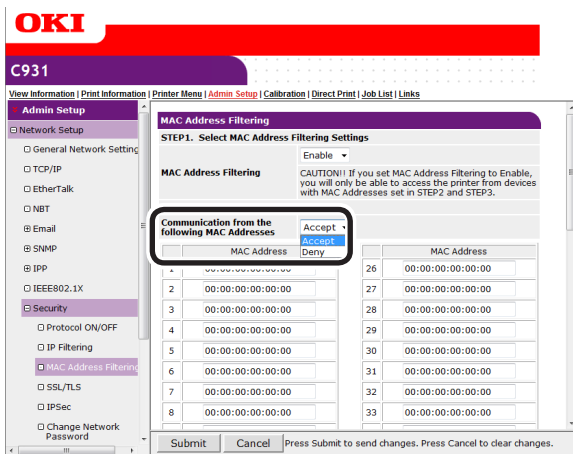 OKI
C931
View Information | Print Information | Printer Menu | Admin Setup | Calibration | Direct Print | Job List | Links
Admin Setup
Network Setup
General Network Setting
TCP/IP
EtherTalk
NBT
Email
SNMP
IPP
IEEE802.1X
Security
Protocol ON/OFF
IP Filtering
MAC Address Filtering
SSL/TLS
IPSec
Change Network
Password
MAC Address Filtering
STEP1. Select MAC Address Filtering Settings
MAC Address Filtering
Enable
CAUTION!! If you set MAC Address Filtering to Enable,
you will only be able to access the printer from devices
with MAC Addresses set in STEP2 and STEP3.
Communication from the
following MAC Addresses
Accept
Accept
Deny
MAC Address MAC Address
1 00:00:00:00:00:00 26 00:00:00:00:00:00
2 00:00:00:00:00:00 27 00:00:00:00:00:00
3 00:00:00:00:00:00 28 00:00:00:00:00:00
4 00:00:00:00:00:00 29 00:00:00:00:00:00
5 00:00:00:00:00:00 30 00:00:00:00:00:00
6 00:00:00:00:00:00 31 00:00:00:00:00:00
7 00:00:00:00:00:00 32 00:00:00:00:00:00
8 00:00:00:00:00:00 33 00:00:00:00:00:00
Submit Cancel Press Submit to send changes. Press Cancel to clear changes.